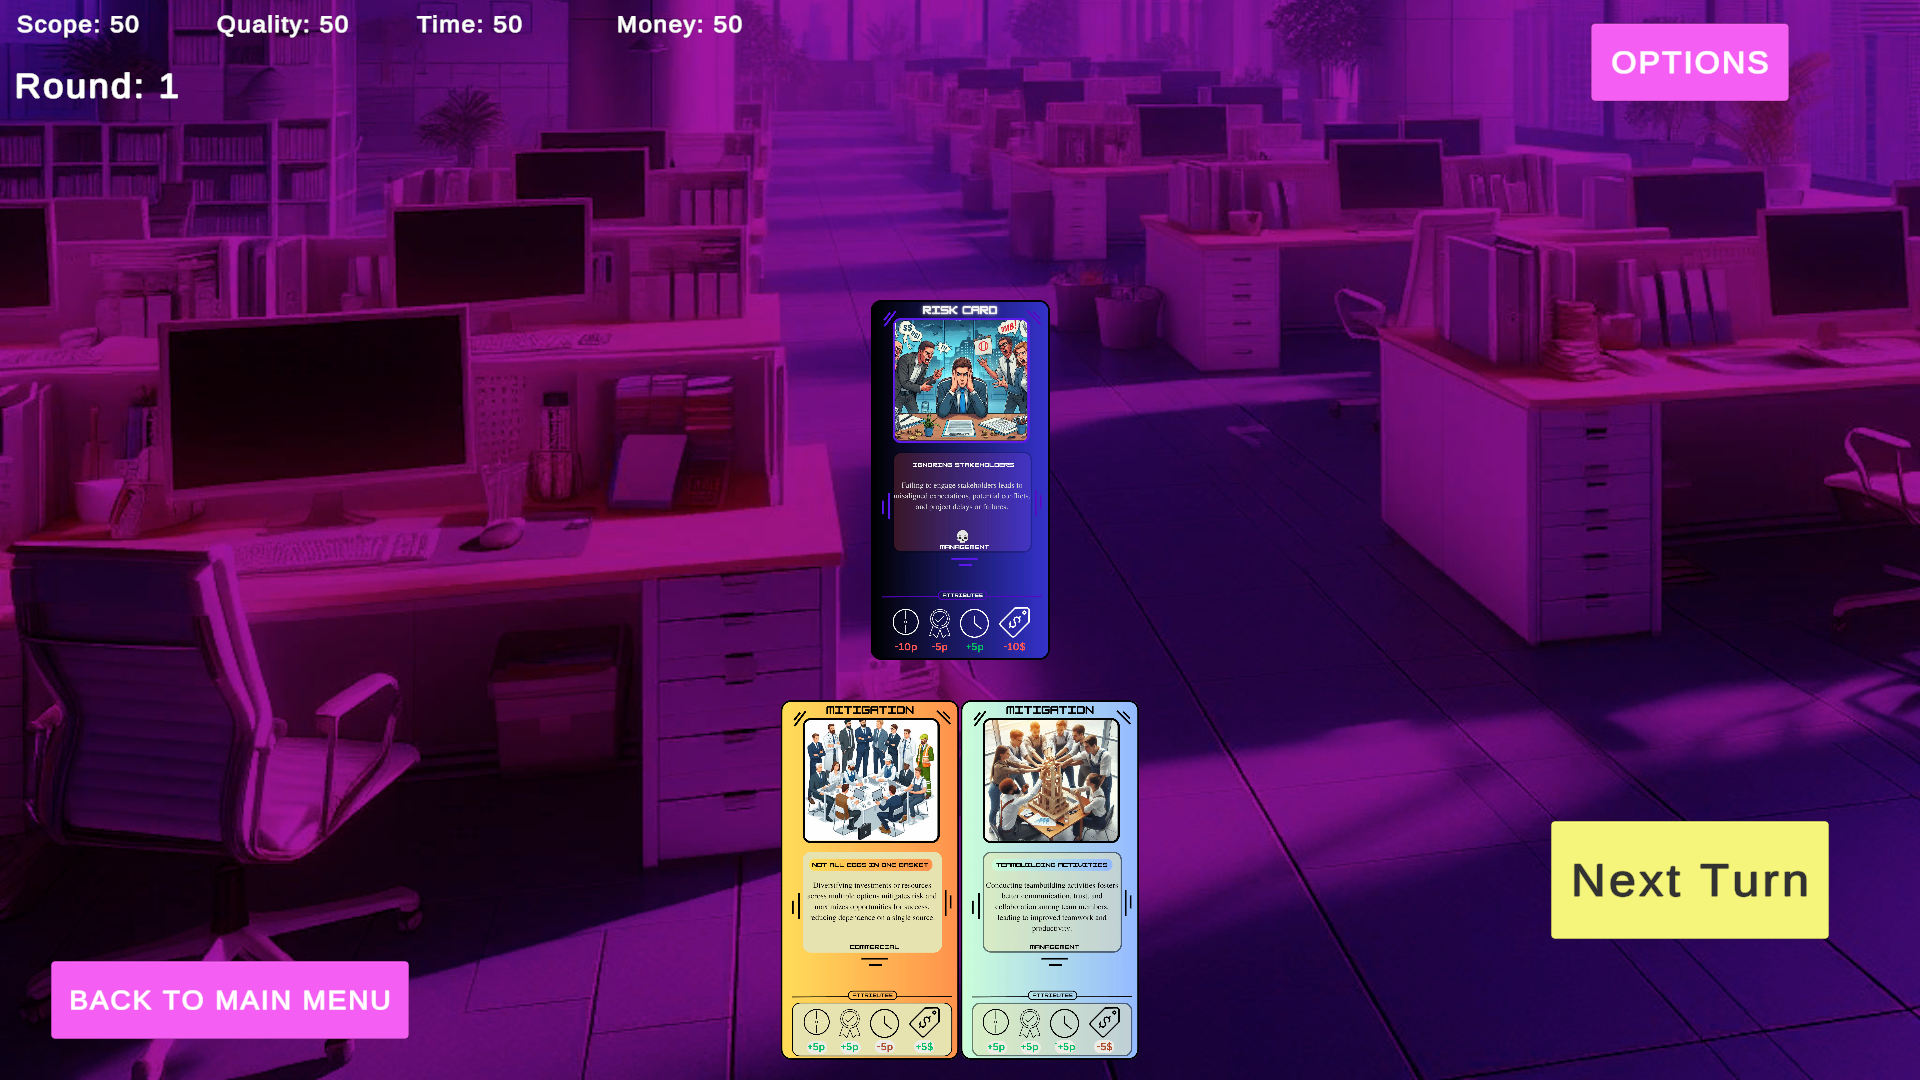 Scope: 50 Quality: 50 Time: 50 Money: 50
Round: 1
OPTIONS
RISK CARD
IGNORING STAKEHOLDERS
Failing to engage stakeholders leads to
misaligned expectations, potential conflicts,
and project delays or failures.
MANAGEMENT
ATTRIBUTES
-10p -5p +5p -10$
MITIGATION
NOT ALL EGGS IN ONE BASKET
Diversifying investments or resources
across multiple options mitigates risk and
maximizes opportunities for success,
reducing dependence on a single source.
COMMERCIAL
ATTRIBUTES
+5p +5p -5p +5$
MITIGATION
TEAMBUILDING ACTIVITIES
Conducting teambuilding activities fosters
better communication, trust, and
collaboration among team members,
leading to improved teamwork and
productivity.
MANAGEMENT
ATTRIBUTES
+5p +5p +5p -5$
Next Turn
BACK TO MAIN MENU